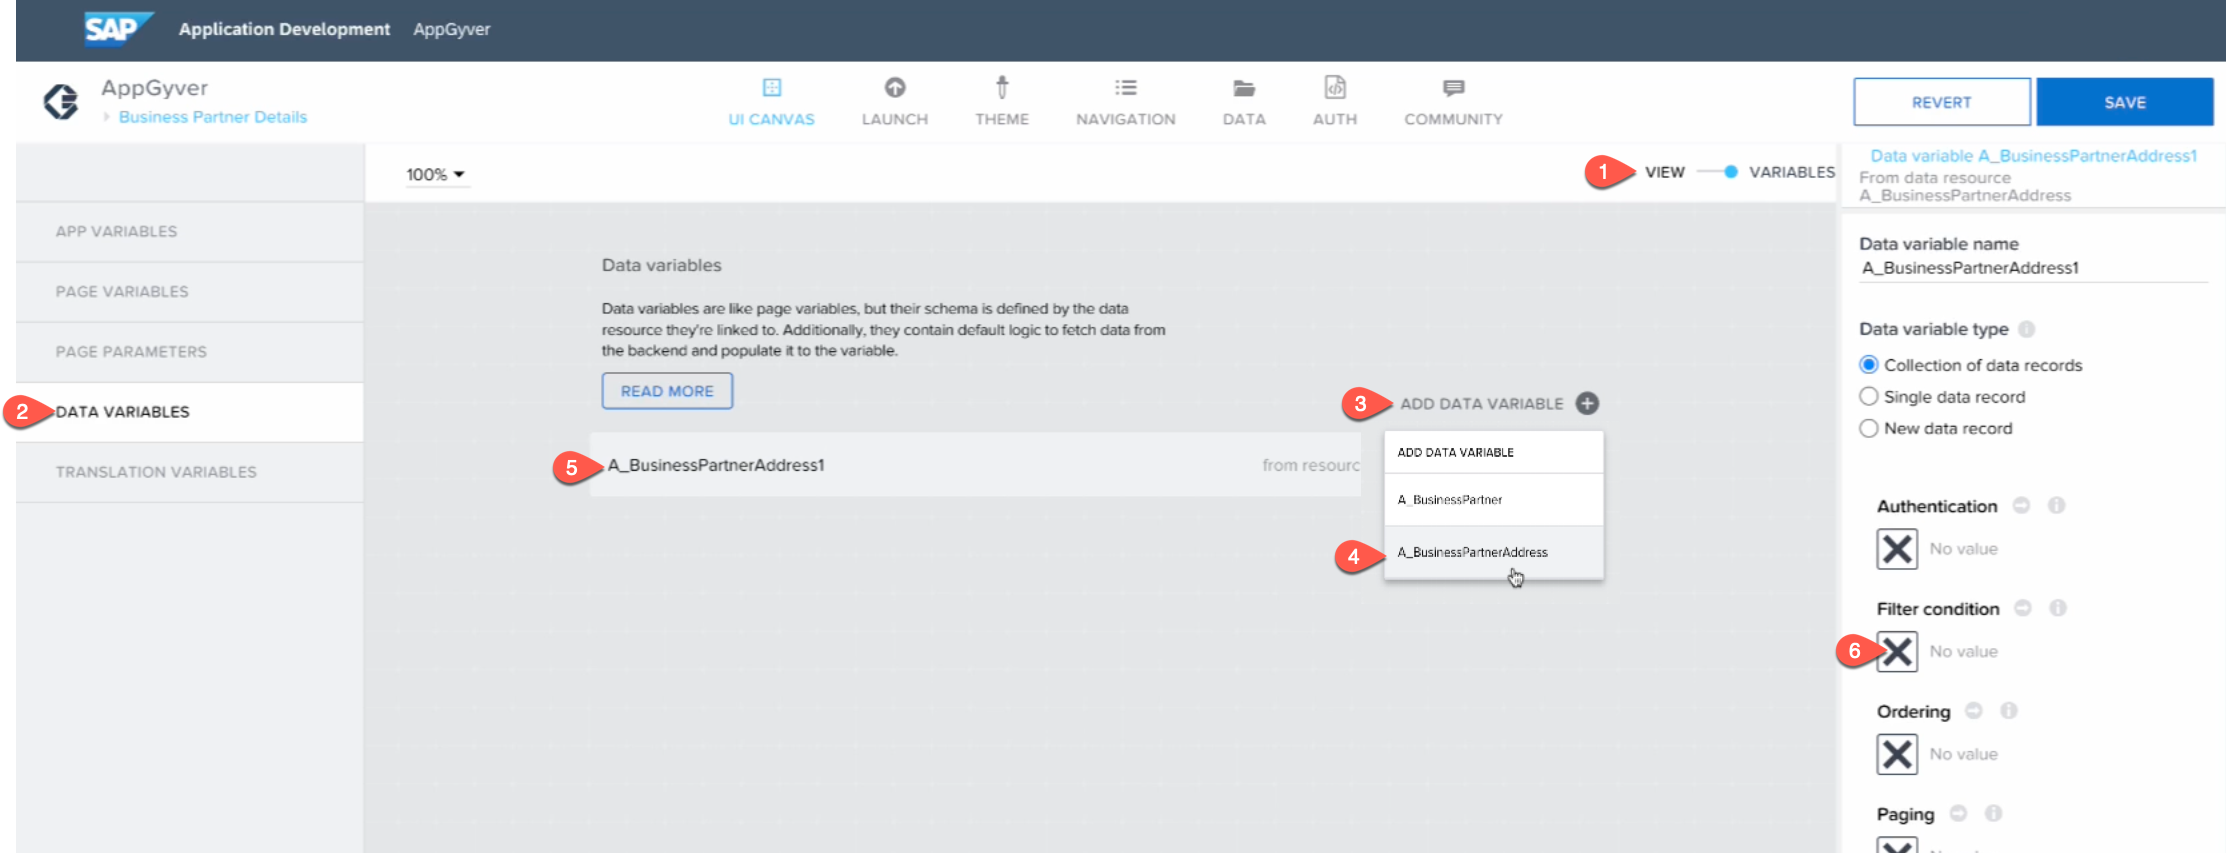 SAP Application Development AppGyver
AppGyver
Business Partner Details
UI CANVAS LAUNCH THEME NAVIGATION DATA AUTH COMMUNITY
REVERT SAVE
100%
1 VIEW VARIABLES
Data variable A_BusinessPartnerAddress1
From data resource
A_BusinessPartnerAddress
APP VARIABLES
PAGE VARIABLES
PAGE PARAMETERS
2 DATA VARIABLES
TRANSLATION VARIABLES
Data variables
Data variables are like page variables, but their schema is defined by the data
resource they're linked to. Additionally, they contain default logic to fetch data from
the backend and populate it to the variable.
READ MORE
3 ADD DATA VARIABLE
5 A_BusinessPartnerAddress1 from resourc
ADD DATA VARIABLE
A_BusinessPartner
4 A_BusinessPartnerAddress
Data variable name
A_BusinessPartnerAddress1
Data variable type
Collection of data records
Single data record
New data record
Authentication
No value
Filter condition
6 No value
Ordering
No value
Paging